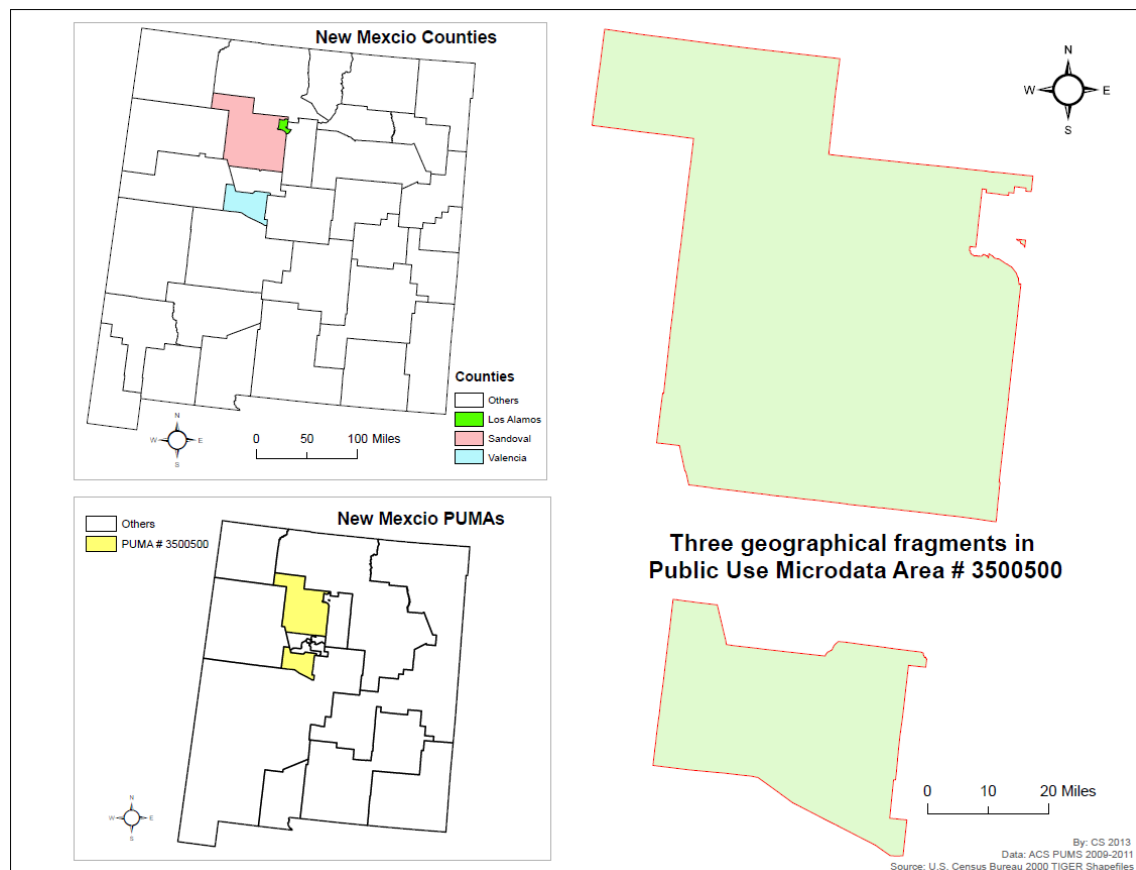 New Mexcio Counties
Counties
Others
Los Alamos
Sandoval
Valencia
N
W E
S
0 50 100 Miles
New Mexcio PUMAs
Others
PUMA # 3500500
N
W E
S
N
W E
S
Three geographical fragments in
Public Use Microdata Area # 3500500
0 10 20 Miles
By: CS 2013
Data: ACS PUMS 2009-2011
Source: U.S. Census Bureau 2000 TIGER Shapefiles